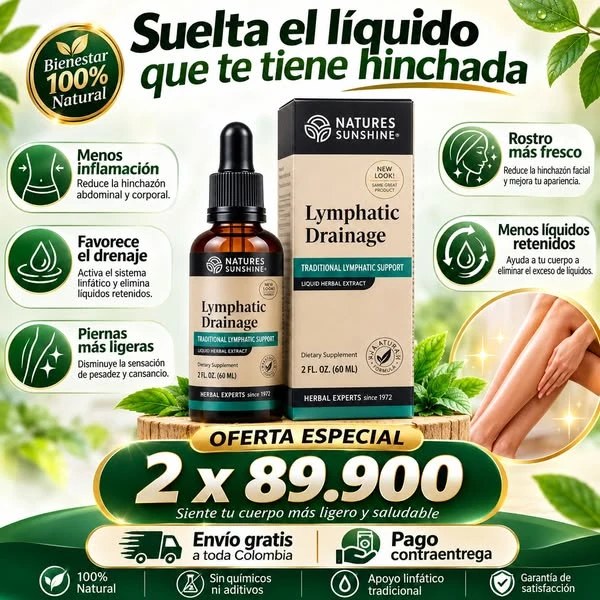 Bienestar
100%
Natural
Suelta el líquido
que te tiene hinchada
Menos
inflamación
Reduce la hinchazón
abdominal y corporal.
Favorece
el drenaje
Activa el sistema
linfático y elimina
líquidos retenidos.
Piernas
más ligeras
Disminuye la sensación
de pesadez y cansancio.
NATURES
SUNSHINE
Lymphatic
Drainage
TRADITIONAL LYMPHATIC SUPPORT
LIQUID HERBAL EXTRACT
Dietary Supplement
2 FL. OZ. (60 ML)
HERBAL EXPERTS since 1972
NATURES
SUNSHINE®
NEW
LOOK!
SAME GREAT
PRODUCT
Lymphatic
Drainage
TRADITIONAL LYMPHATIC SUPPORT
LIQUID HERBAL EXTRACT
Dietary Supplement
2 FL. OZ. (60 ML)
HERBAL EXPERTS since 1972
Rostro
más fresco
Reduce la hinchazón facial
y mejora tu apariencia.
Menos líquidos
retenidos
Ayuda a tu cuerpo a
eliminar el exceso de líquidos.
OFERTA ESPECIAL
2 x 89.900
Siente tu cuerpo más ligero y saludable
Envío gratis
a toda Colombia
Pago
contraentrega
100%
Natural
Sin químicos
ni aditivos
Apoyo linfático
tradicional
Garantía de
satisfacción